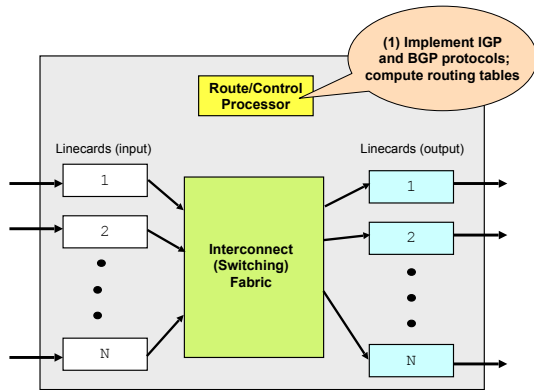 (1) Implement IGP
and BGP protocols;
compute routing tables
Route/Control
Processor
Linecards (input)
Linecards (output)
1
1
2
2
Interconnect
(Switching)
Fabric
N
N